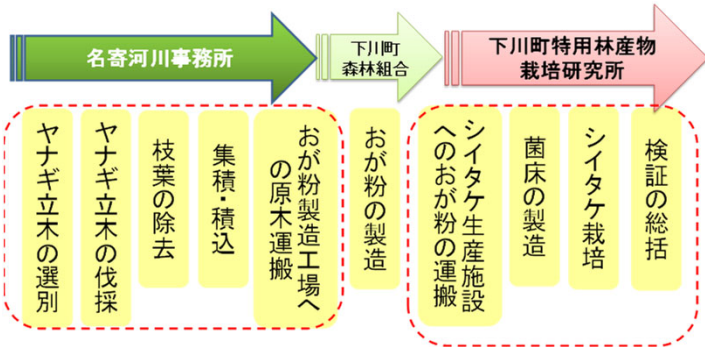 名寄河川事務所
下川町
森林組合
下川町特用林産物
栽培研究所
ヤナギ立木の選別
ヤナギ立木の伐採
枝葉の除去
集積・積込
おが粉製造工場へ
の原木運搬
おが粉の製造
シイタケ生産施設
へのおが粉の運搬
菌床の製造
シイタケ栽培
検証の総括